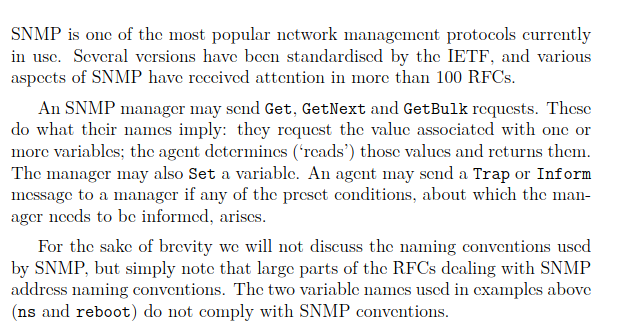 SNMP is one of the most popular network management protocols currently
in use. Several versions have been standardised by the IETF, and various
aspects of SNMP have received attention in more than 100 RFCs.
An SNMP manager may send Get, GetNext and GetBulk requests. These
do what their names imply: they request the value associated with one or
more variables; the agent determines (‘reads’) those values and returns them.
The manager may also Set a variable. An agent may send a Trap or Inform
message to a manager if any of the preset conditions, about which the man-
ager needs to be informed, arises.
For the sake of brevity we will not discuss the naming conventions used
by SNMP, but simply note that large parts of the RFCs dealing with SNMP
address naming conventions. The two variable names used in examples above
(ns and reboot) do not comply with SNMP conventions.